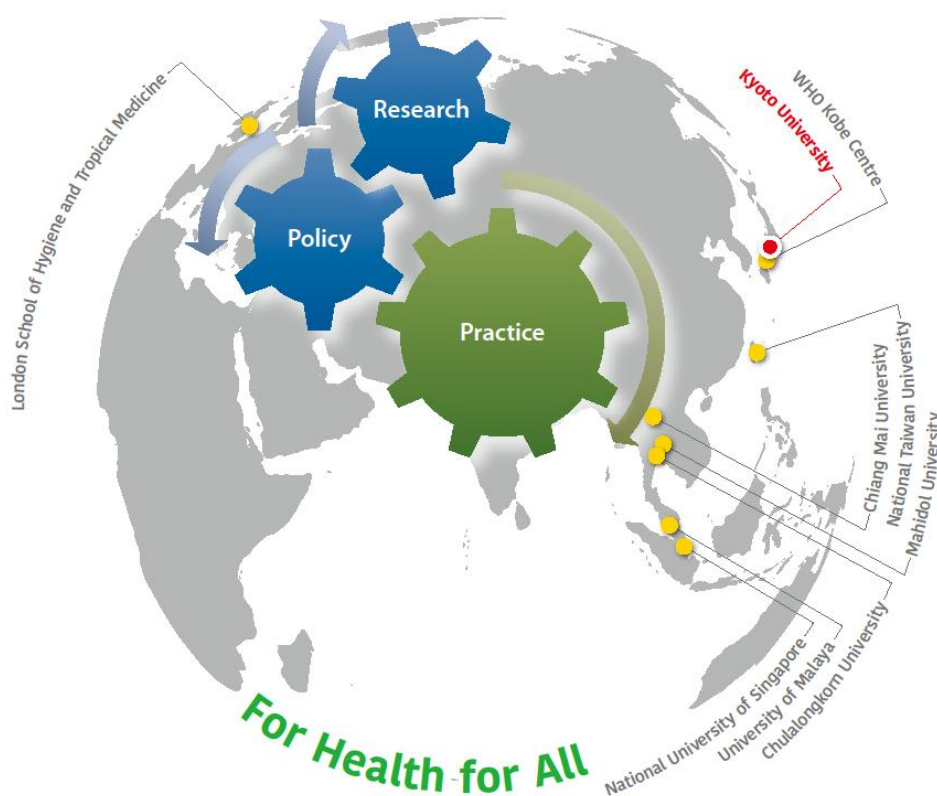 Research
Policy
Practice
London School of Hygiene and Tropical Medicine
Kyoto University
WHO Kobe Centre
Chiang Mai University
National Taiwan University
Mahidol University
National University of Singapore
University of Malaya
Chulalongkorn University
For Health for All